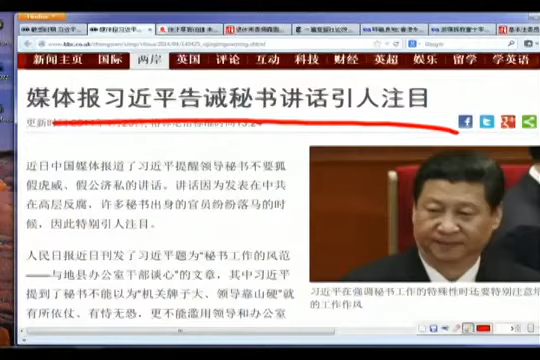 新闻主页 国际 两岸 英国 评论 互动 科技 财经 英超 娱乐 留学 学英语
媒体报习近平告诫秘书讲话引人注目
近日中国媒体报道了习近平提醒领导秘书不要狐
假虎威、假公济私的讲话。讲话因为发表在中共
在高层反腐，许多秘书出身的官员纷纷落马的时
候，因此特别引人注目。
人民日报近日刊发了习近平题为“秘书工作的风范
——与地县办公室干部谈心”的文章，其中习近平
提到了秘书不能以为“机关牌子大、领导靠山硬”就
有所依仗、有恃无恐，更不能滥用领导和办公室
习近平在强调秘书工作的特殊性时还要特别注意
的工作作风